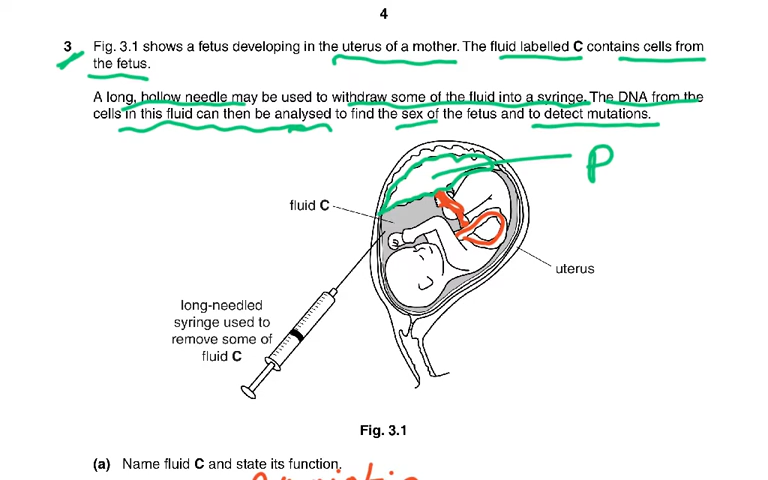 4
3 Fig. 3.1 shows a fetus developing in the uterus of a mother. The fluid labelled C contains cells from
the fetus.
A long, hollow needle may be used to withdraw some of the fluid into a syringe. The DNA from the
cells in this fluid can then be analysed to find the sex of the fetus and to detect mutations.
P
fluid C
uterus
long-needled
syringe used to
remove some of
fluid C
Fig. 3.1
(a) Name fluid C and state its function.